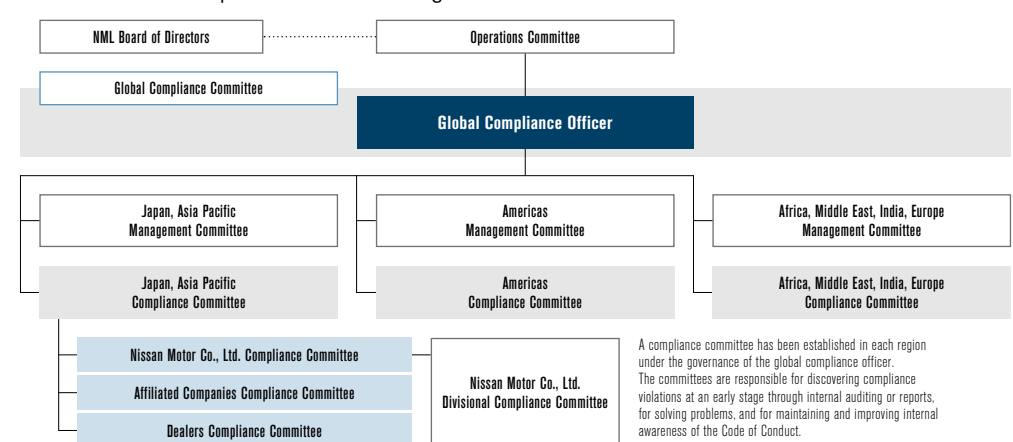 NML Board of Directors
Operations Committee
Global Compliance Committee
Global Compliance Officer
Japan, Asia Pacific
Management Committee
Americas
Management Committee
Africa, Middle East, India, Europe
Management Committee
Japan, Asia Pacific
Compliance Committee
Americas
Compliance Committee
Africa, Middle East, India, Europe
Compliance Committee
Nissan Motor Co., Ltd. Compliance Committee
Affiliated Companies Compliance Committee
Dealers Compliance Committee
Nissan Motor Co., Ltd.
Divisional Compliance Committee
A compliance committee has been established in each region
under the governance of the global compliance officer.
The committees are responsible for discovering compliance
violations at an early stage through internal auditing or reports,
for solving problems, and for maintaining and improving internal
awareness of the Code of Conduct.